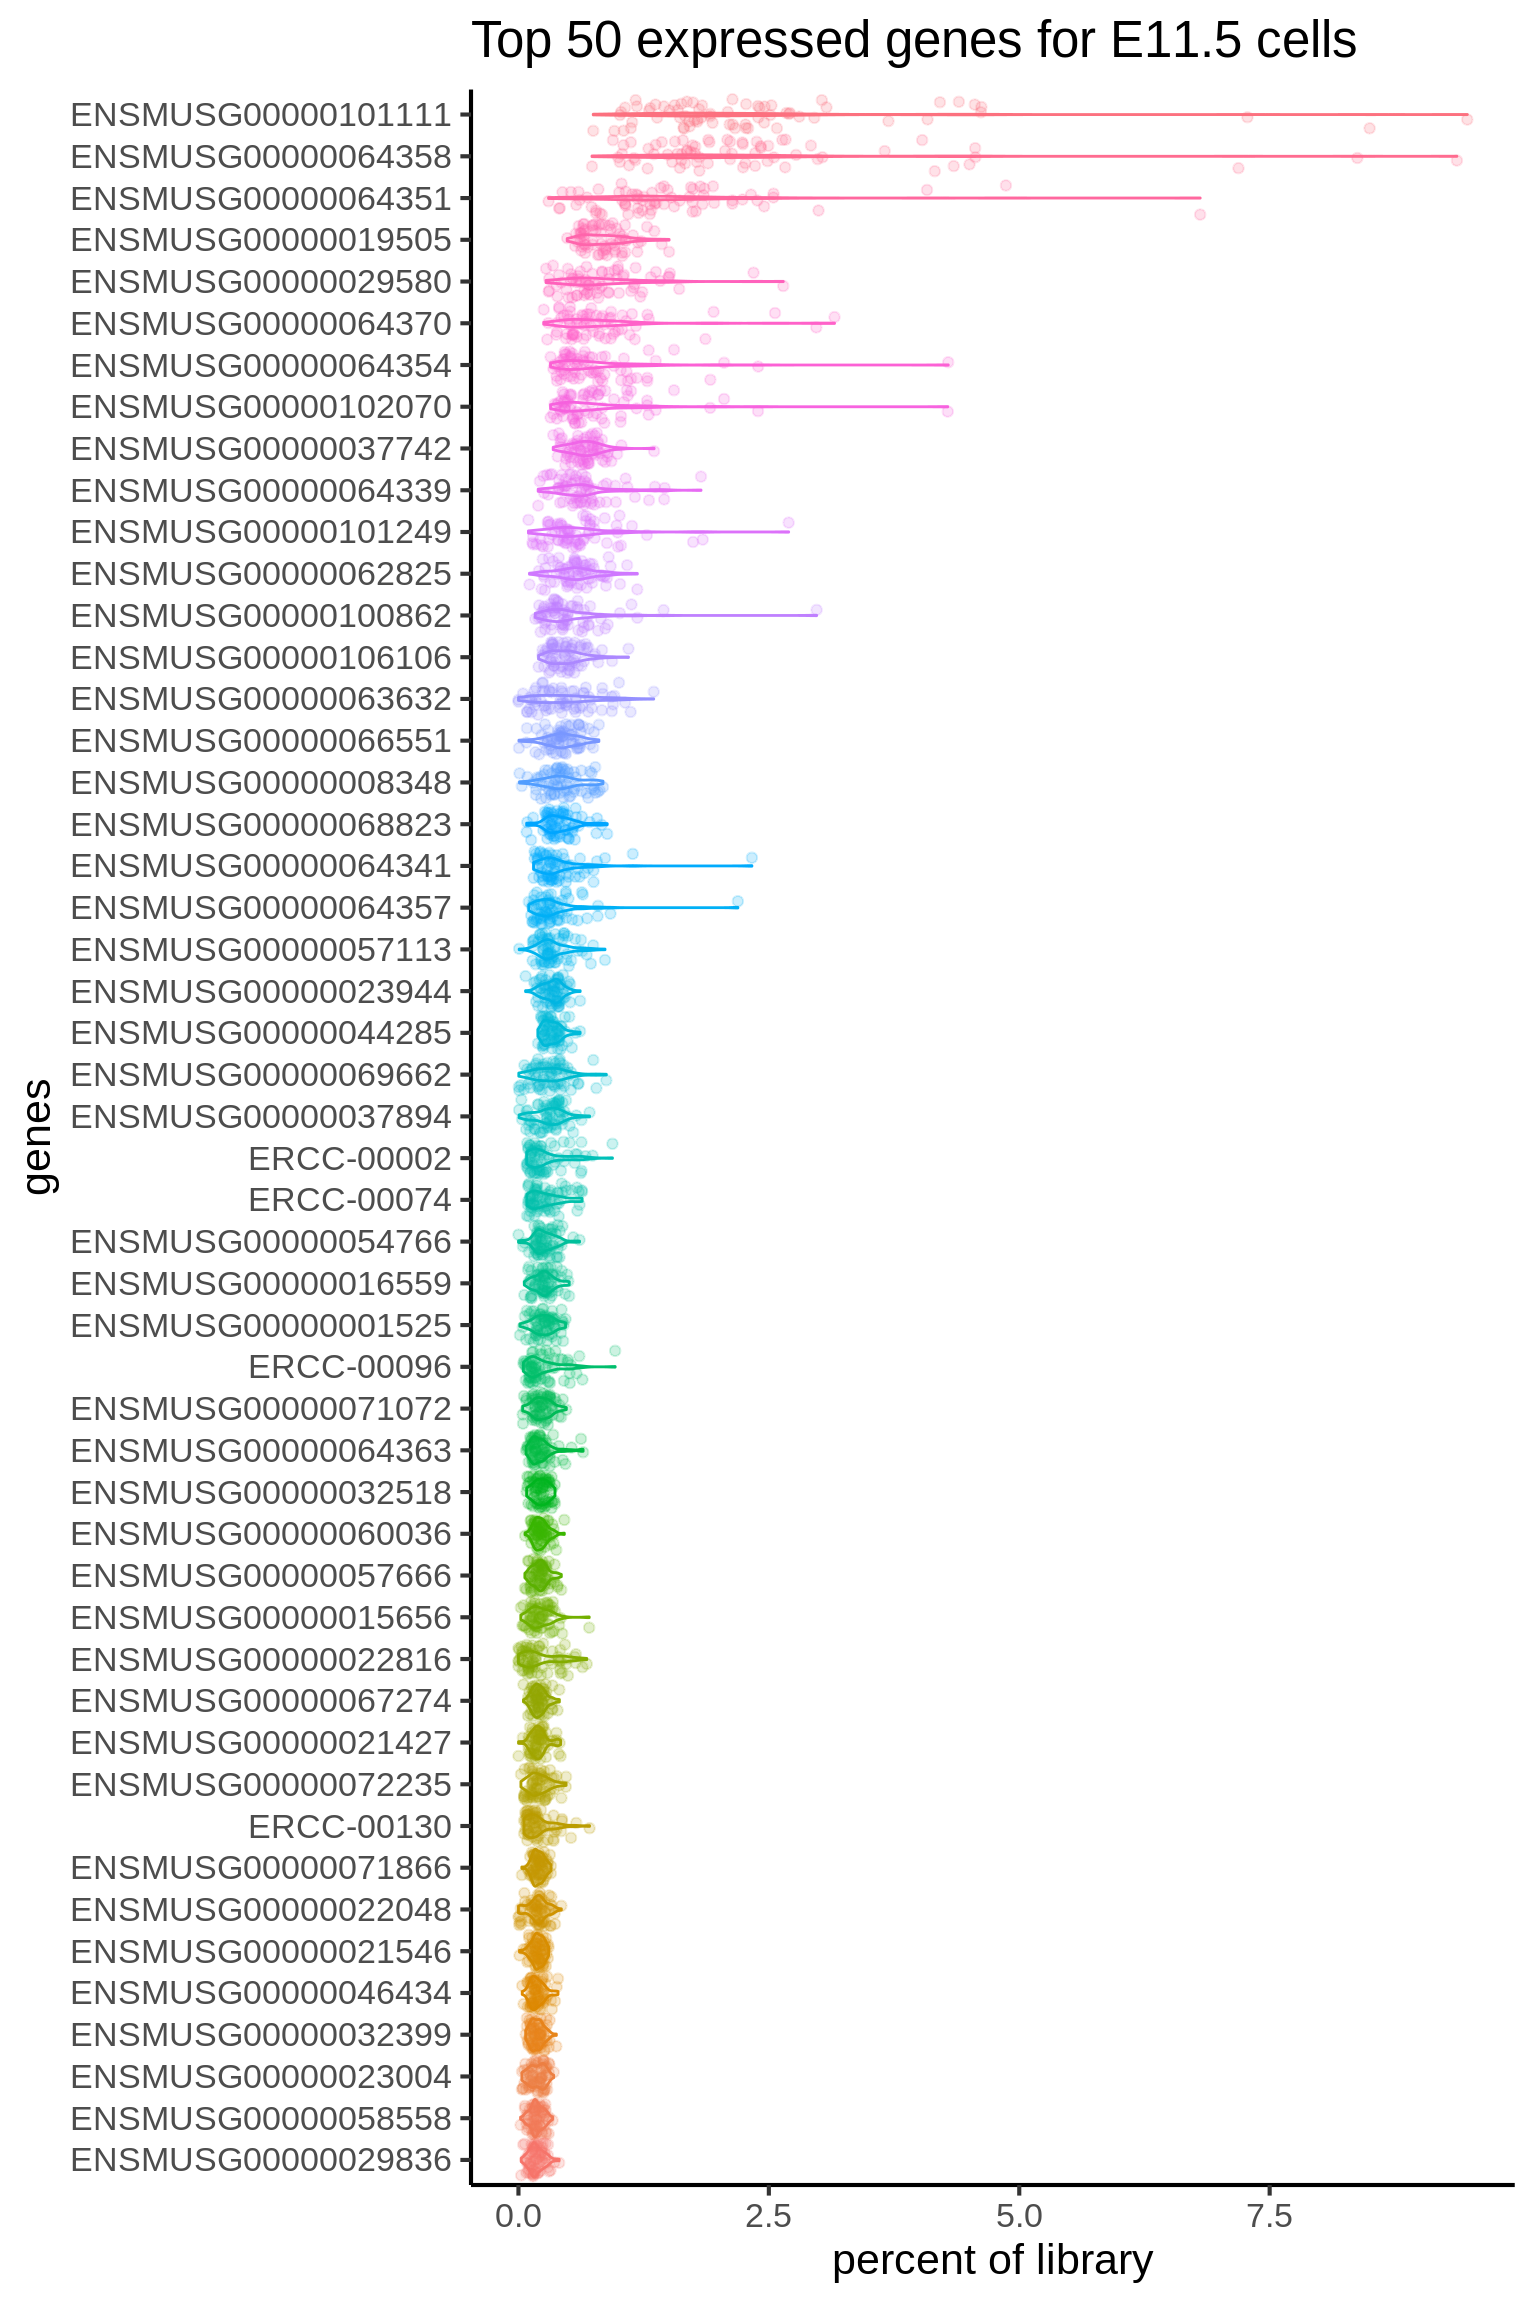 Top 50 expressed genes for E11.5 cells
ENSMUSG00000101111
ENSMUSG00000064358
ENSMUSG00000064351
ENSMUSG00000019505
ENSMUSG00000029580
ENSMUSG00000064370
ENSMUSG00000064354
ENSMUSG00000102070
ENSMUSG00000037742
ENSMUSG00000064339
ENSMUSG00000101249
ENSMUSG00000062825
ENSMUSG00000100862
ENSMUSG00000106106
ENSMUSG00000063632
ENSMUSG00000066551
ENSMUSG00000008348
ENSMUSG00000068823
ENSMUSG00000064341
ENSMUSG00000064357
ENSMUSG00000057113
ENSMUSG00000023944
ENSMUSG00000044285
ENSMUSG00000069662
ENSMUSG00000037894
ERCC-00002
ERCC-00074
ENSMUSG00000054766
ENSMUSG00000016559
ENSMUSG00000001525
ERCC-00096
ENSMUSG00000071072
ENSMUSG00000064363
ENSMUSG00000032518
ENSMUSG00000060036
ENSMUSG00000057666
ENSMUSG00000015656
ENSMUSG00000022816
ENSMUSG00000067274
ENSMUSG00000021427
ENSMUSG00000072235
ERCC-00130
ENSMUSG00000071866
ENSMUSG00000022048
ENSMUSG00000021546
ENSMUSG00000046434
ENSMUSG00000032399
ENSMUSG00000023004
ENSMUSG00000058558
ENSMUSG00000029836
genes
0.0 2.5 5.0 7.5
percent of library